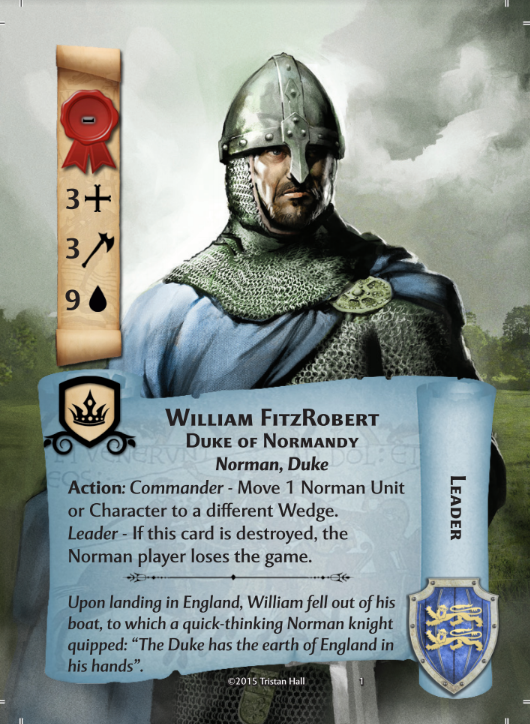 -
3
3
9
William FitzRobert
Duke of Normandy
Norman, Duke
Action: Commander - Move 1 Norman Unit
or Character to a different Wedge.
Leader - If this card is destroyed, the
Norman player loses the game.
Upon landing in England, William fell out of his
boat, to which a quick-thinking Norman knight
quipped: “The Duke has the earth of England in
his hands”.
Leader
©2015 Tristan Hall
1